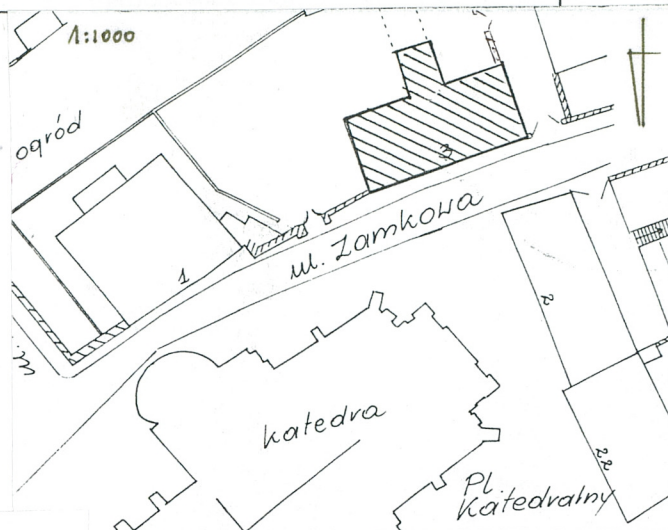 1:1000
ogród
3
ul. Zamkowa
1
2
katedra
22
Pl.
Katedralny